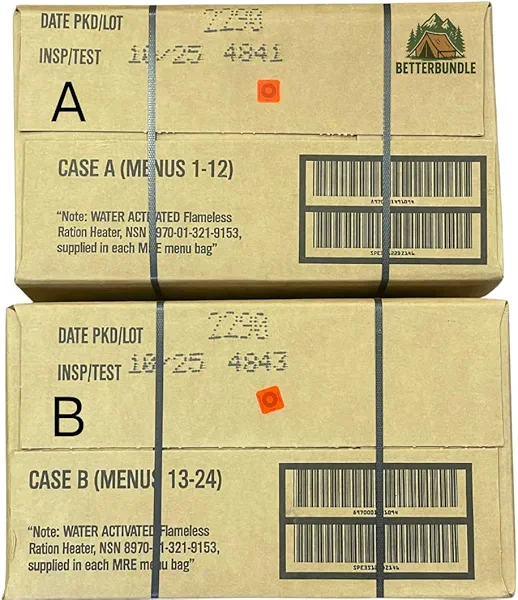 DATE PKD/LOT 2290
INSP/TEST 10/25 4841
BETTERBUNDLE
A
CASE A (MENUS 1-12)
"Note: WATER ACTIVATED Flameless
Ration Heater, NSN 8970-01-321-9153,
supplied in each MRE menu bag"
DATE PKD/LOT 2290
INSP/TEST 10/25 4843
B
CASE B (MENUS 13-24)
"Note: WATER ACTIVATED Flameless
Ration Heater, NSN 8970-01-321-9153,
supplied in each MRE menu bag"